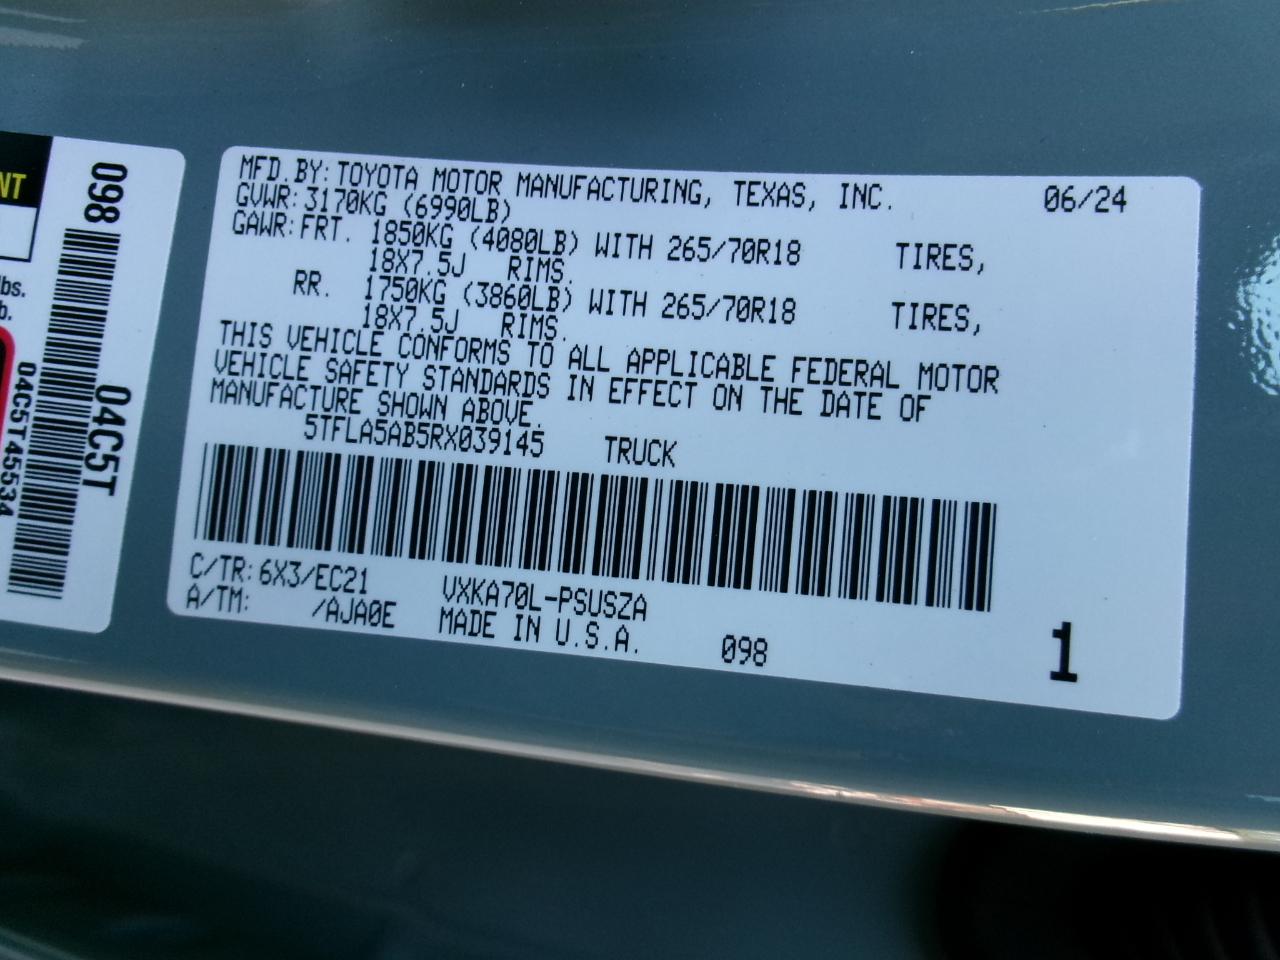 NT
lbs.
b.
098
04C5T
04C5T45534
MFD.BY:TOYOTA MOTOR MANUFACTURING, TEXAS, INC. 06/24
GVWR:3170KG (6990LB)
GAWR:FRT. 1850KG (4080LB) WITH 265/70R18 TIRES,
18X7.5J RIMS.
RR. 1750KG (3860LB) WITH 265/70R18 TIRES,
18X7.5J RIMS.
THIS VEHICLE CONFORMS TO ALL APPLICABLE FEDERAL MOTOR
VEHICLE SAFETY STANDARDS IN EFFECT ON THE DATE OF
MANUFACTURE SHOWN ABOVE.
5TFLA5AB5RX039145 TRUCK
C/TR:6X3/EC21 VXKA70L-PSUSZA
A/TM: /AJA0E MADE IN U.S.A. 098 1